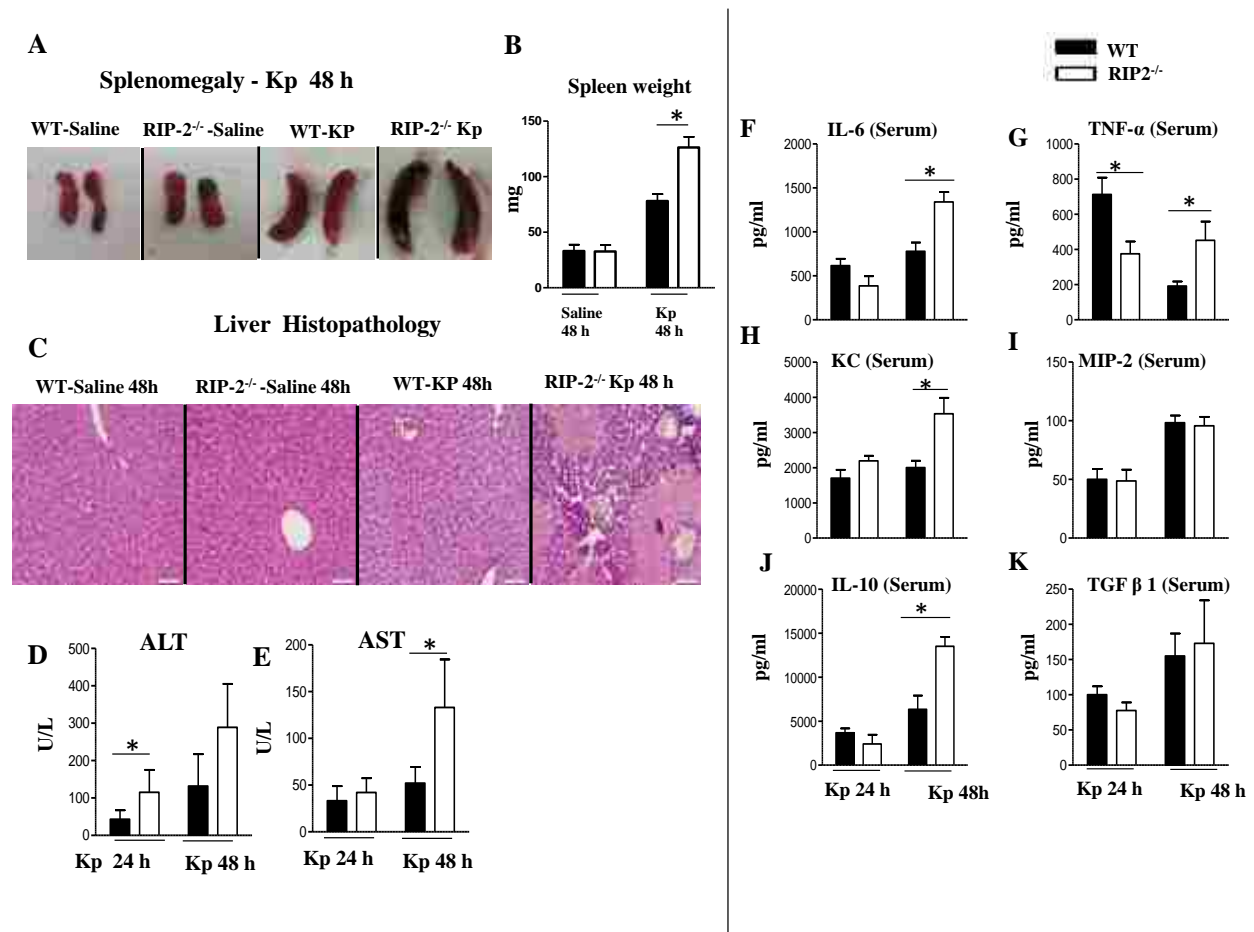 A
Splenomegaly - Kp 48 h
WT-Saline RIP-2-/- -Saline WT-KP RIP-2-/- Kp
B
Spleen weight
*
150
100
50
0
mg
Saline 48 h
Kp 48 h
Liver Histopathology
C
WT-Saline 48h RIP-2-/- -Saline 48h WT-KP 48h RIP-2-/- Kp 48 h
D
ALT
500
400
300
200
100
0
U/L
*
Kp 24 h Kp 48 h
E
AST
200
150
100
50
0
U/L
*
Kp 24 h Kp 48 h
WT
RIP2-/-
F
IL-6 (Serum)
2000
1500
1000
500
0
pg/ml
*
G
TNF-α (Serum)
1000
800
600
400
200
0
pg/ml
*
*
H
KC (Serum)
5000
4000
3000
2000
1000
0
pg/ml
*
I
MIP-2 (Serum)
150
100
50
0
pg/ml
J
IL-10 (Serum)
20000
15000
10000
5000
0
pg/ml
*
Kp 24 h Kp 48h
K
TGF β 1 (Serum)
250
200
150
100
50
0
pg/ml
Kp 24 h Kp 48 h